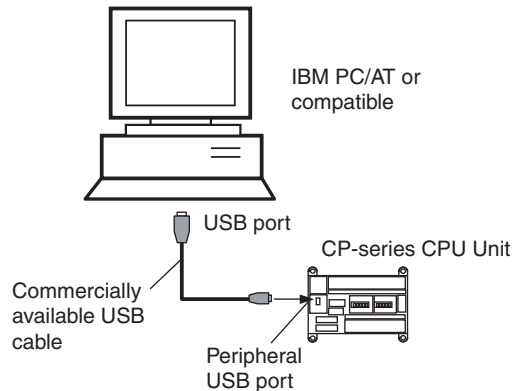 IBM PC/AT or
compatible
USB port
CP-series CPU Unit
Commercially
available USB
cable
Peripheral
USB port